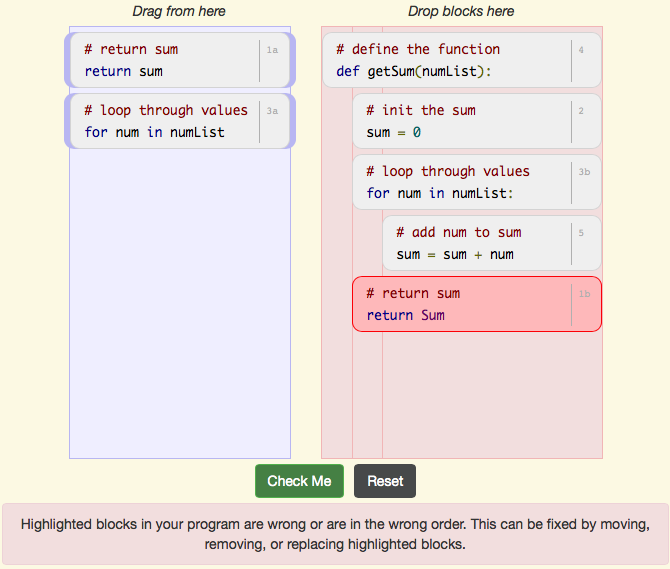 Drag from here
Drop blocks here
# return sum
return sum
1a
# loop through values
for num in numList
3a
# define the function
def getSum(numList):
4
# init the sum
sum = 0
2
# loop through values
for num in numList:
3b
# add num to sum
sum = sum + num
5
# return sum
return Sum
1b
Check Me
Reset
Highlighted blocks in your program are wrong or are in the wrong order. This can be fixed by moving,
removing, or replacing highlighted blocks.